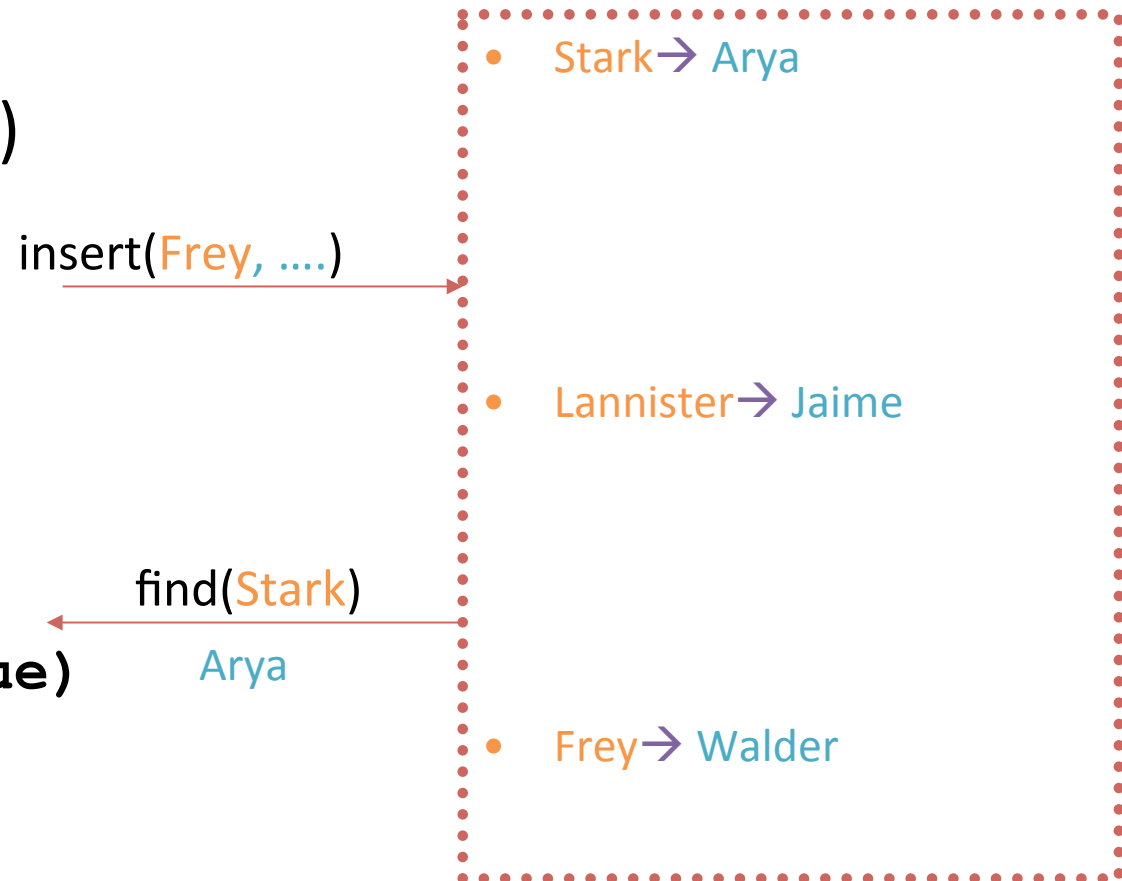 • Stark→ Arya
)
insert(Frey, ....)
• Lannister→ Jaime
find(Stark)
ue) Arya
• Frey→ Walder